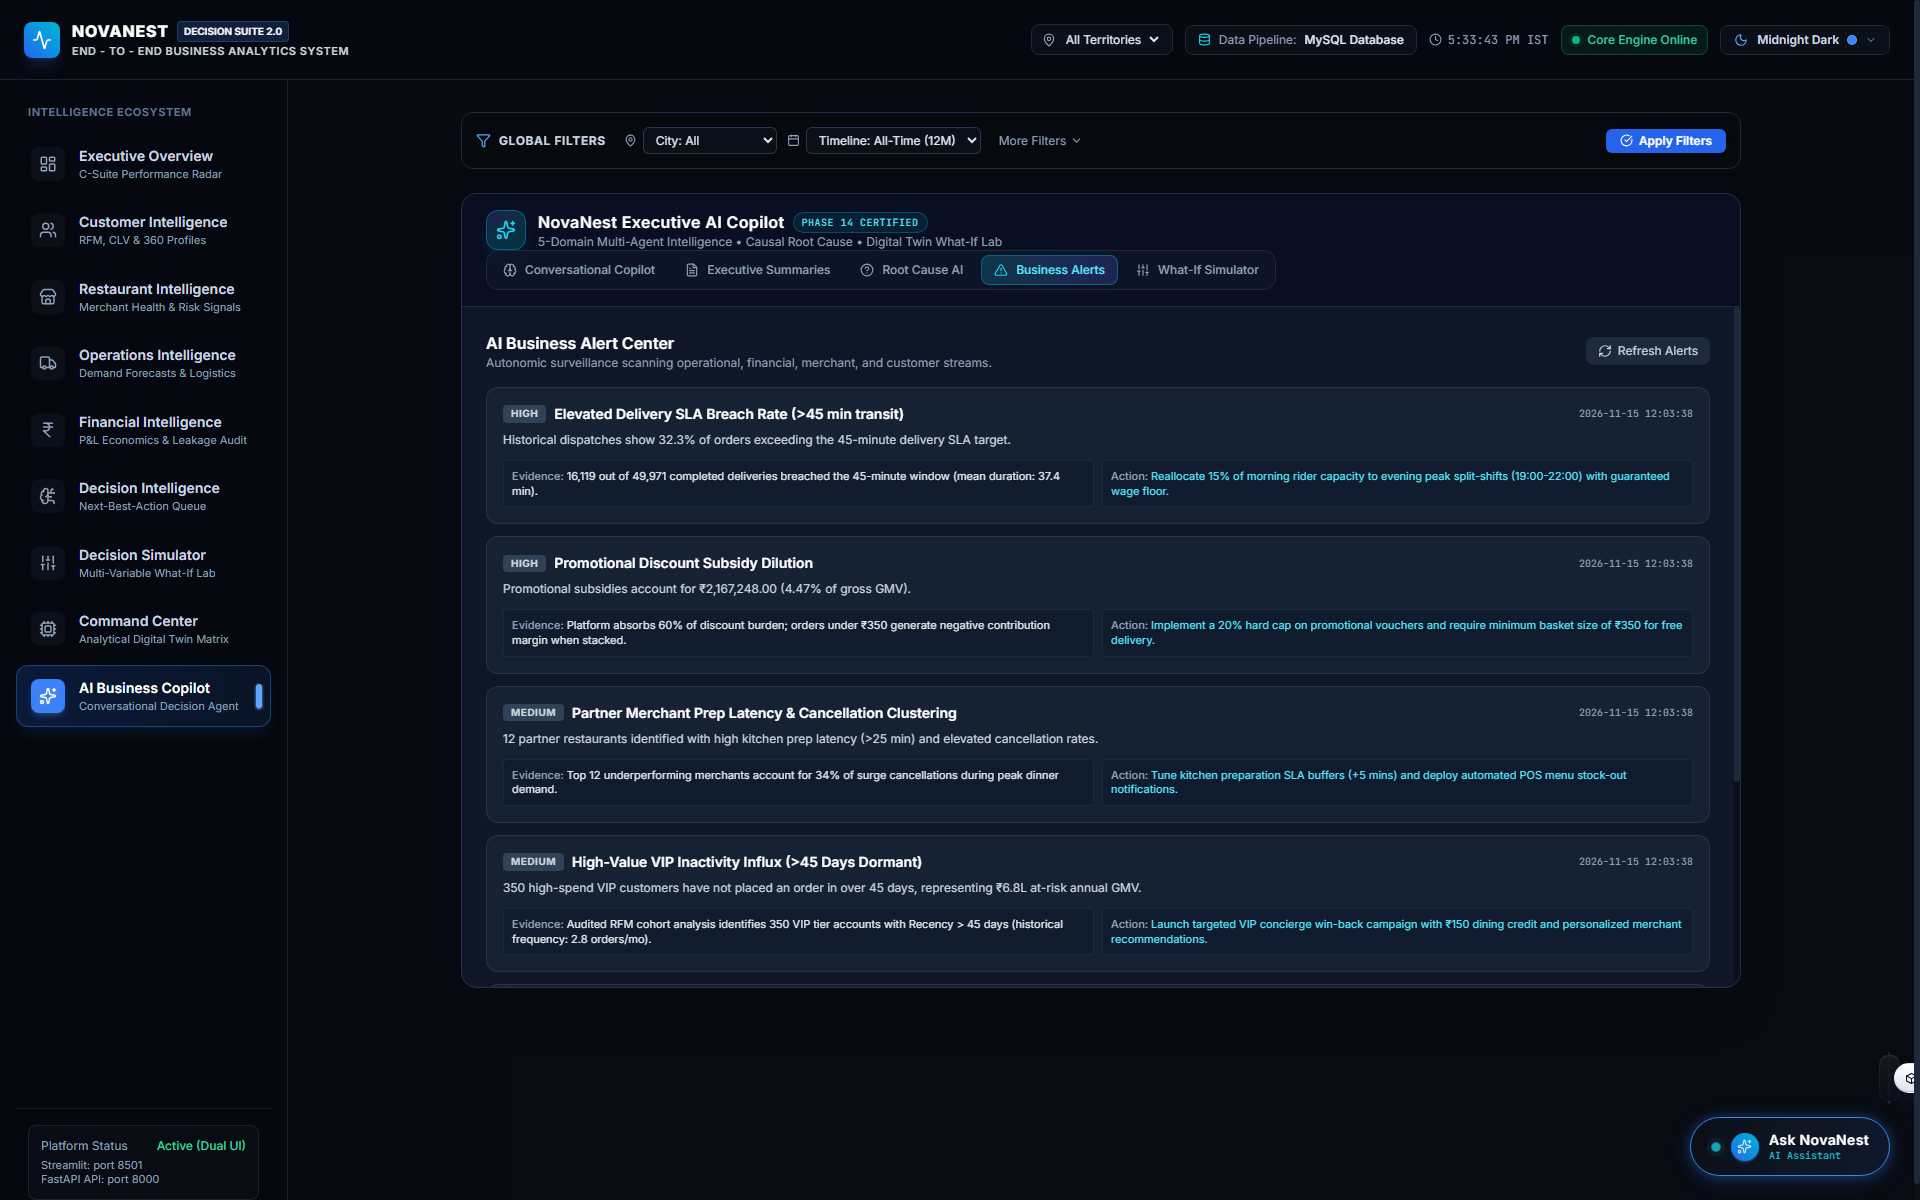 NOVANEST DECISION SUITE 2.0
END - TO - END BUSINESS ANALYTICS SYSTEM
All Territories
Data Pipeline: MySQL Database
5:33:43 PM IST
Core Engine Online
Midnight Dark
INTELLIGENCE ECOSYSTEM
Executive Overview
C-Suite Performance Radar
Customer Intelligence
RFM, CLV & 360 Profiles
Restaurant Intelligence
Merchant Health & Risk Signals
Operations Intelligence
Demand Forecasts & Logistics
Financial Intelligence
P&L Economics & Leakage Audit
Decision Intelligence
Next-Best-Action Queue
Decision Simulator
Multi-Variable What-If Lab
Command Center
Analytical Digital Twin Matrix
AI Business Copilot
Conversational Decision Agent
Platform Status Active (Dual UI)
Streamlit: port 8501
FastAPI API: port 8000
GLOBAL FILTERS City: All Timeline: All-Time (12M) More Filters Apply Filters
NovaNest Executive AI Copilot PHASE 14 CERTIFIED
5-Domain Multi-Agent Intelligence • Causal Root Cause • Digital Twin What-If Lab
Conversational Copilot Executive Summaries Root Cause AI Business Alerts What-If Simulator
AI Business Alert Center
Autonomic surveillance scanning operational, financial, merchant, and customer streams.
Refresh Alerts
HIGH Elevated Delivery SLA Breach Rate (>45 min transit) 2026-11-15 12:03:38
Historical dispatches show 32.3% of orders exceeding the 45-minute delivery SLA target.
Evidence: 16,119 out of 49,971 completed deliveries breached the 45-minute window (mean duration: 37.4
min).
Action: Reallocate 15% of morning rider capacity to evening peak split-shifts (19:00-22:00) with guaranteed
wage floor.
HIGH Promotional Discount Subsidy Dilution 2026-11-15 12:03:38
Promotional subsidies account for ₹2,167,248.00 (4.47% of gross GMV).
Evidence: Platform absorbs 60% of discount burden; orders under ₹350 generate negative contribution
margin when stacked.
Action: Implement a 20% hard cap on promotional vouchers and require minimum basket size of ₹350 for free
delivery.
MEDIUM Partner Merchant Prep Latency & Cancellation Clustering 2026-11-15 12:03:38
12 partner restaurants identified with high kitchen prep latency (>25 min) and elevated cancellation rates.
Evidence: Top 12 underperforming merchants account for 34% of surge cancellations during peak dinner
demand.
Action: Tune kitchen preparation SLA buffers (+5 mins) and deploy automated POS menu stock-out
notifications.
MEDIUM High-Value VIP Inactivity Influx (>45 Days Dormant) 2026-11-15 12:03:38
350 high-spend VIP customers have not placed an order in over 45 days, representing ₹6.8L at-risk annual GMV.
Evidence: Audited RFM cohort analysis identifies 350 VIP tier accounts with Recency > 45 days (historical
frequency: 2.8 orders/mo).
Action: Launch targeted VIP concierge win-back campaign with ₹150 dining credit and personalized merchant
recommendations.
Ask NovaNest
AI Assistant